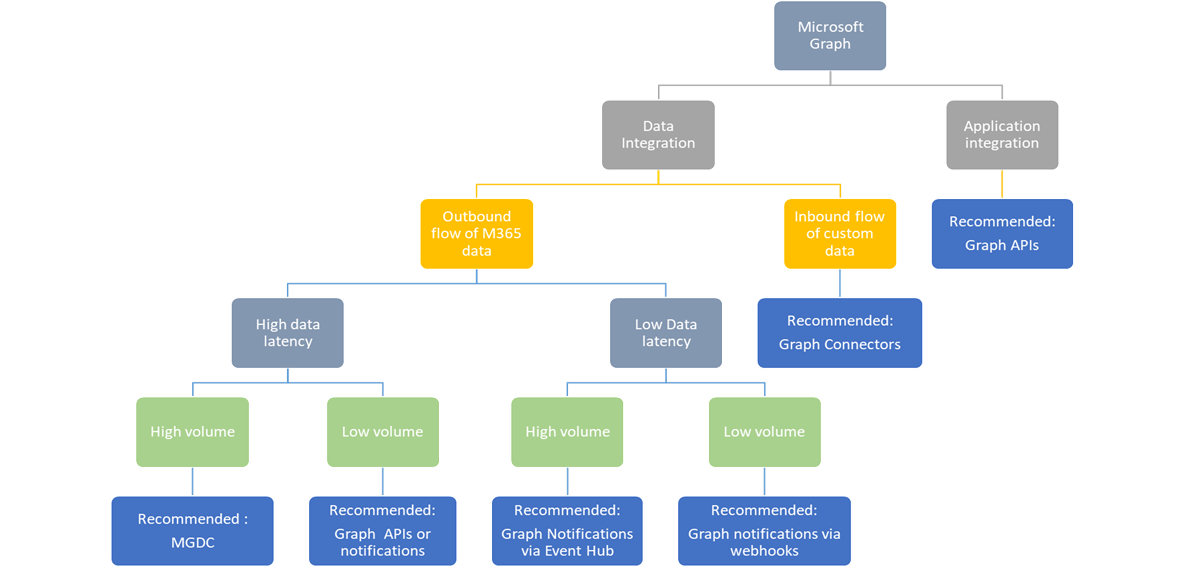 Microsoft
Graph
Data
Integration
Application
integration
Outbound
flow of M365
data
Inbound flow
of custom
data
Recommended:
Graph APIs
High data
latency
Low Data
latency
Recommended:
Graph Connectors
High volume
Low volume
High volume
Low volume
Recommended :
MGDC
Recommended:
Graph  APIs or
notifications
Recommended:
Graph Notifications
via Event Hub
Recommended:
Graph notifications via
webhooks